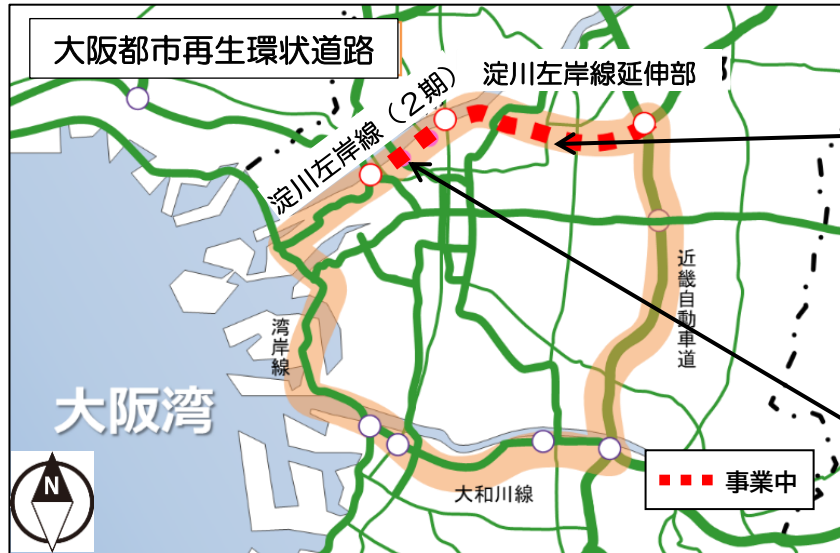 大阪都市再生環状道路
淀川左岸線延伸部
淀川左岸線（２期）
近畿自動車道
湾岸線
大阪湾
大和川線
事業中
N